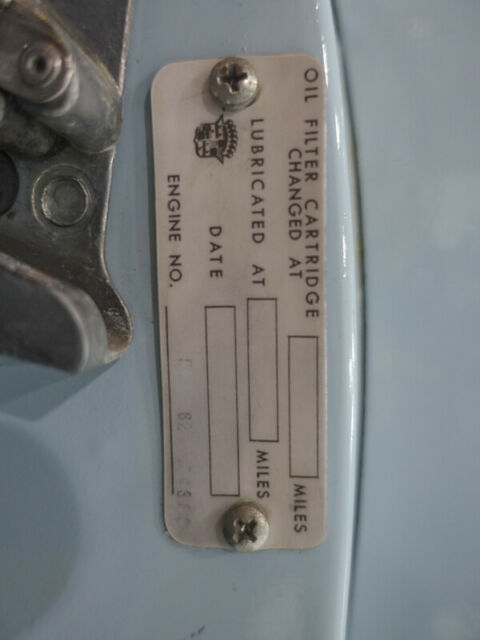 OIL FILTER CARTRIDGE
CHANGED AT MILES
LUBRICATED AT MILES
DATE
ENGINE NO.